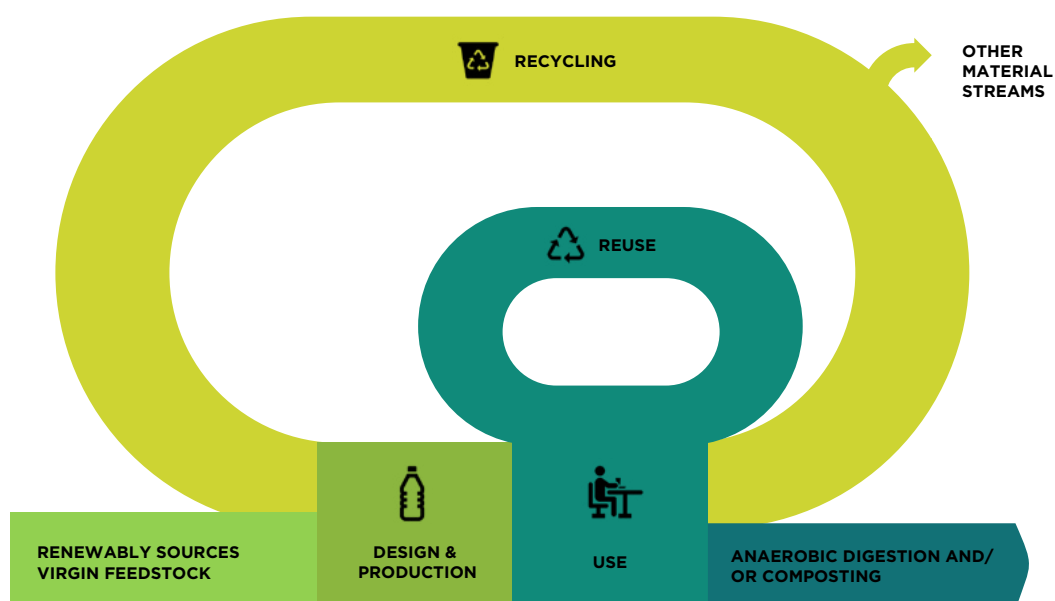 RECYCLING
OTHER
MATERIAL
STREAMS
REUSE
RENEWABLY SOURCES
VIRGIN FEEDSTOCK
DESIGN &
PRODUCTION
USE
ANAEROBIC DIGESTION AND/
OR COMPOSTING